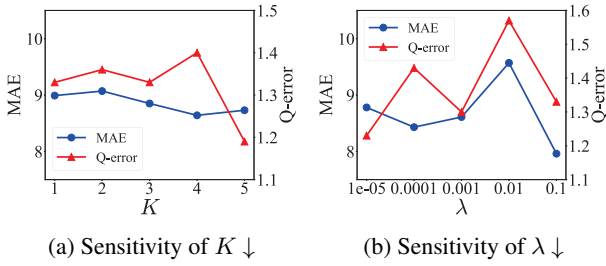 10
9
8
MAE
1.5
1.4
1.3
1.2
1.1
Q-error
MAE
Q-error
1 2 3 4 5
K
(a) Sensitivity of K ↓
10
9
8
MAE
1.6
1.5
1.4
1.3
1.2
1.1
Q-error
MAE
Q-error
1e-05 0.0001 0.001 0.01 0.1
λ
(b) Sensitivity of λ ↓